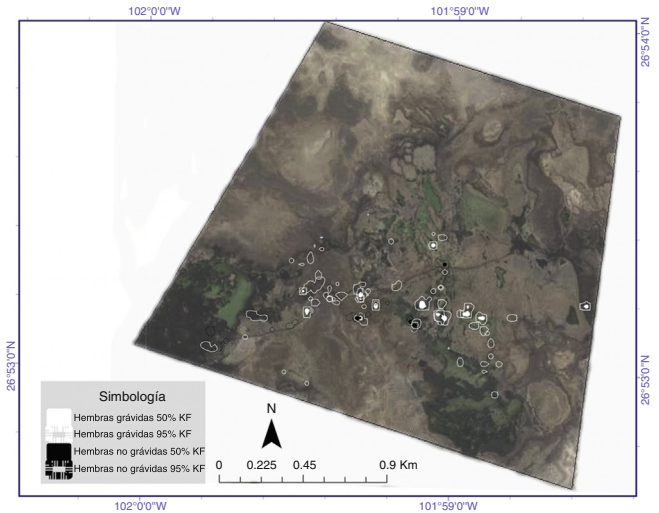 102°0'0"W 101°59'0"W
26°54'0"N
26°53'0"N
26°53'0"N
Simbología
Hembras grávidas 50% KF
Hembras grávidas 95% KF
Hembras no grávidas 50% KF
Hembras no grávidas 95% KF
N
0 0.225 0.45 0.9 Km
102°0'0"W 101°59'0"W